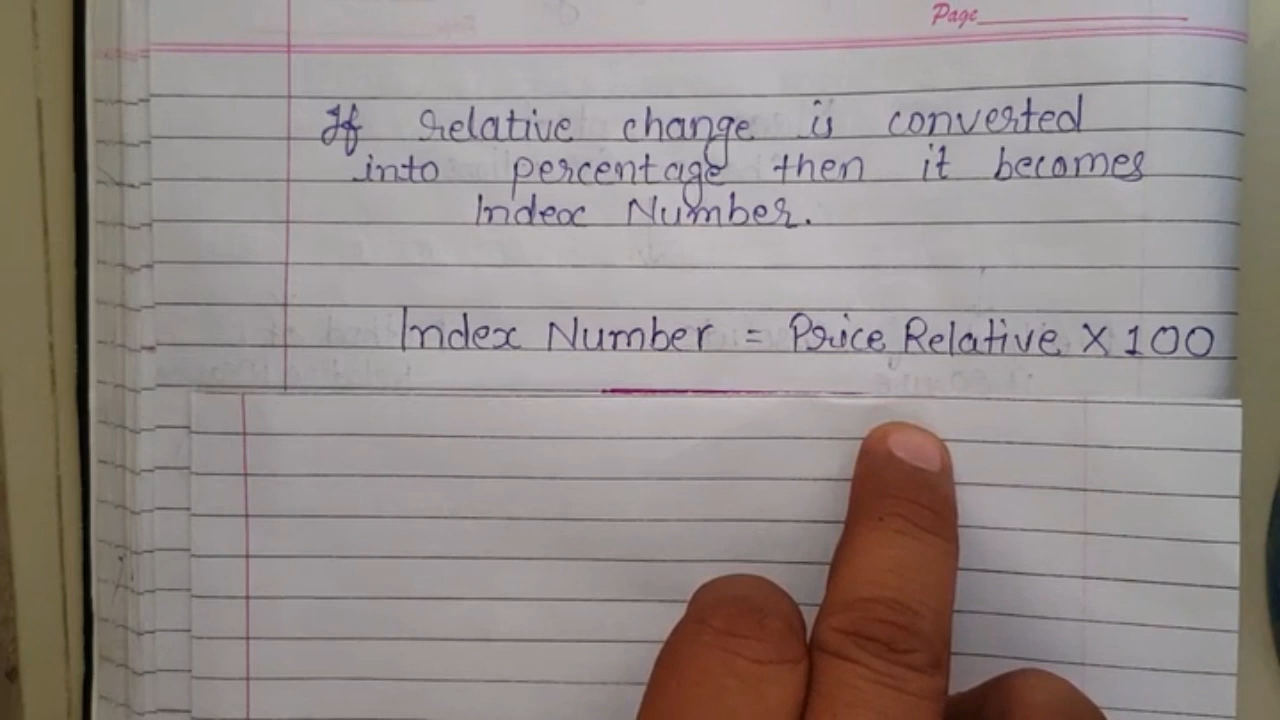 Page
If relative change is converted
into percentage then it becomes
Index Number.
Index Number = Price Relative X 100